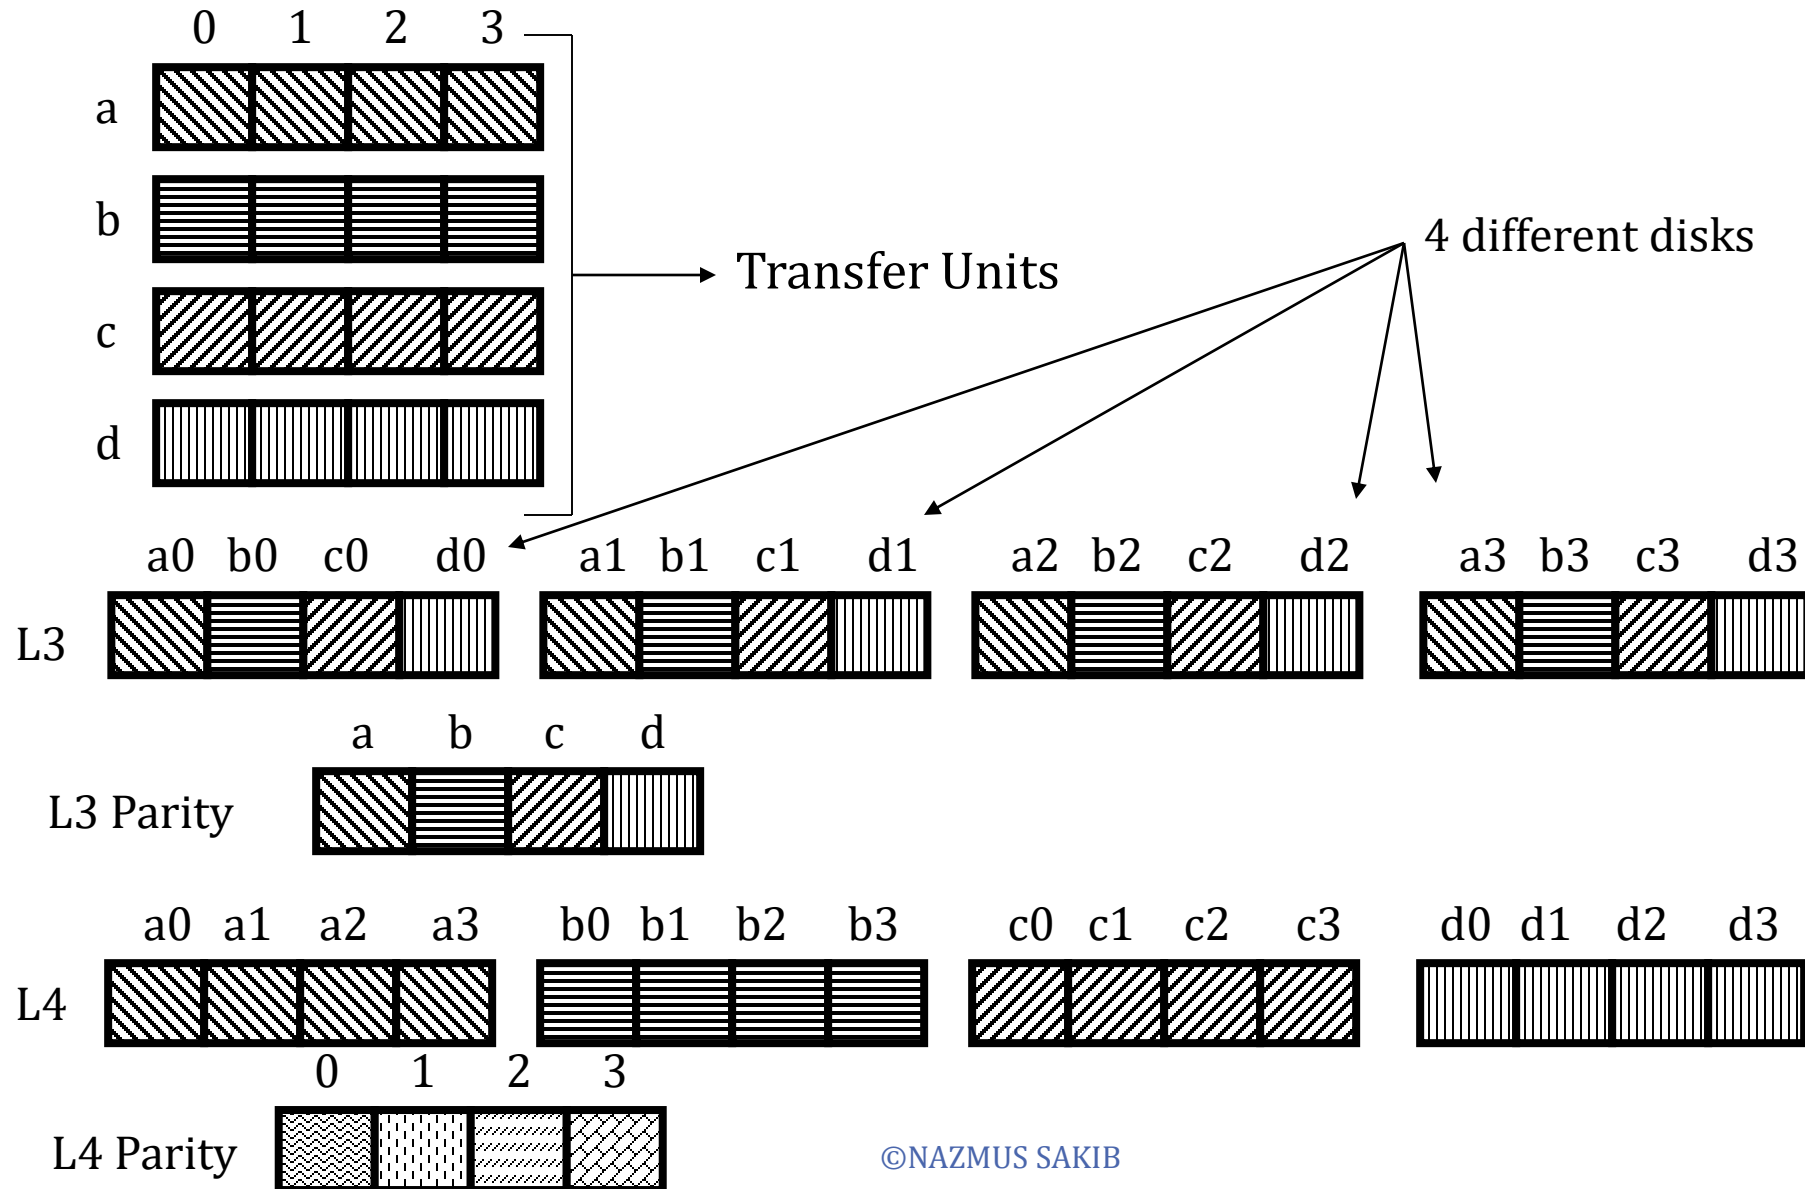 0 1 2 3
a
b
4 different disks
Transfer Units
c
d
a0 b0 c0 d0 a1 b1 c1 d1 a2 b2 c2 d2 a3 b3 c3 d3
L3
a b c d
L3 Parity
a0 a1 a2 a3 b0 b1 b2 b3 c0 c1 c2 c3 d0 d1 d2 d3
L4
0 1 2 3
L4 Parity
©NAZMUS SAKIB